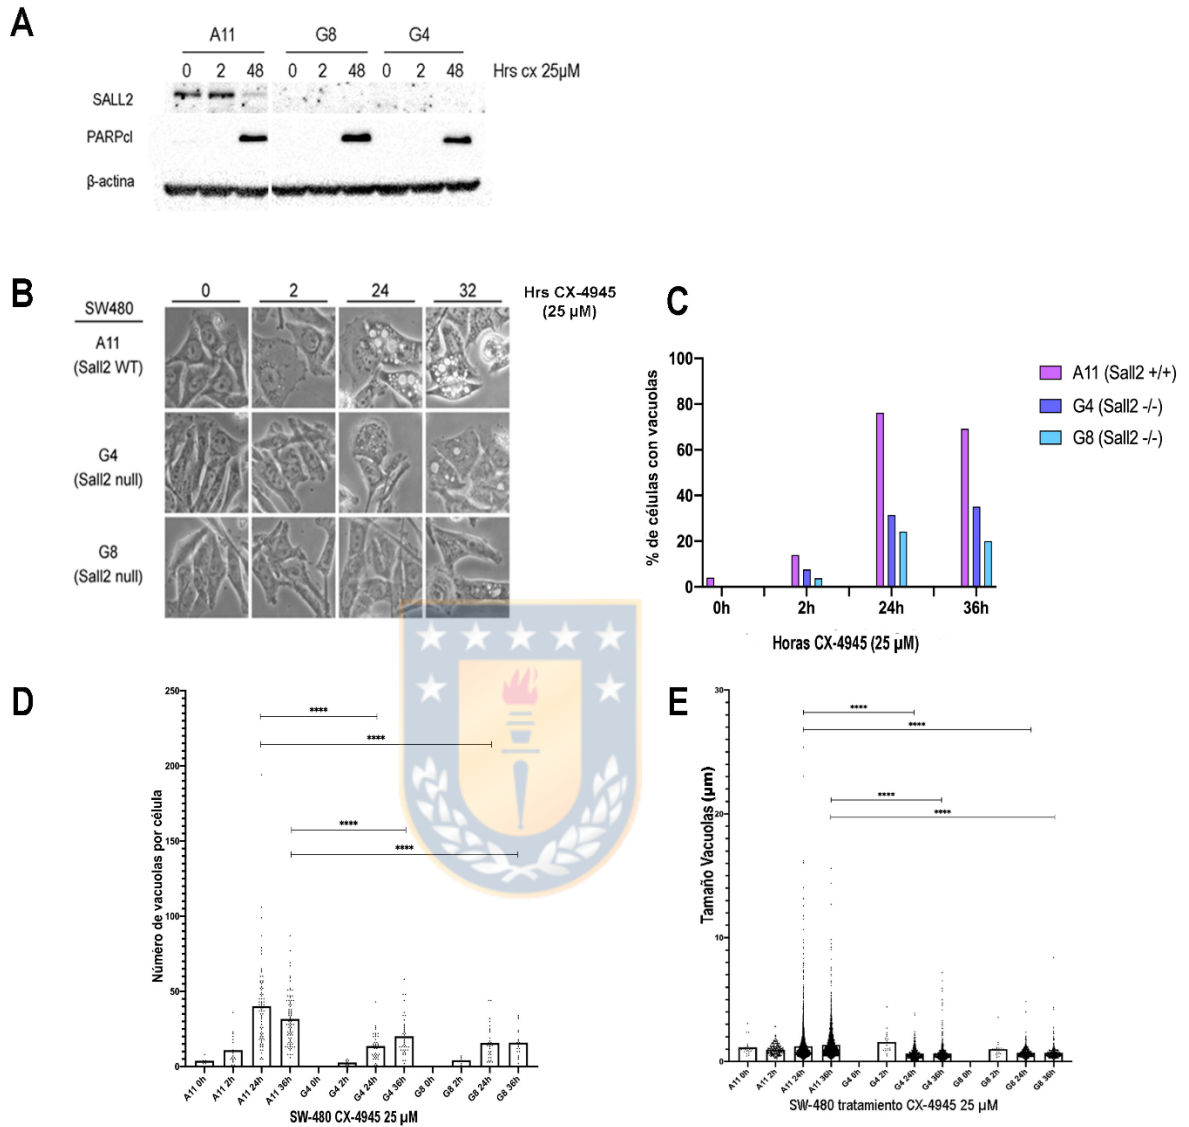 A
A11 G8 G4
0 2 48 0 2 48 0 2 48 Hrs cx 25µM
SALL2
PARPcl
β-actina
B
0 2 24 32 Hrs CX-4945
(25 µM)
SW480
A11
(Sall2 WT)
G4
(Sall2 null)
G8
(Sall2 null)
C
% de células con vacuolas
100
80
60
40
20
0
0h 2h 24h 36h
Horas CX-4945 (25 µM)
A11 (Sall2 +/+)
G4 (Sall2 -/-)
G8 (Sall2 -/-)
D
Número de vacuolas por célula
250
200
150
100
50
0
****
****
****
****
A11 0h A11 2h A11 24h A11 36h G4 0h G4 2h G4 24h G4 36h G8 0h G8 2h G8 24h G8 36h
SW-480 CX-4945 25 µM
E
Tamaño Vacuolas (µm)
30
20
10
0
****
****
****
****
A11 0h A11 2h A11 24h A11 36h G4 0h G4 2h G4 24h G4 36h G8 0h G8 2h G8 24h G8 36h
SW-480 tratamiento CX-4945 25 µM